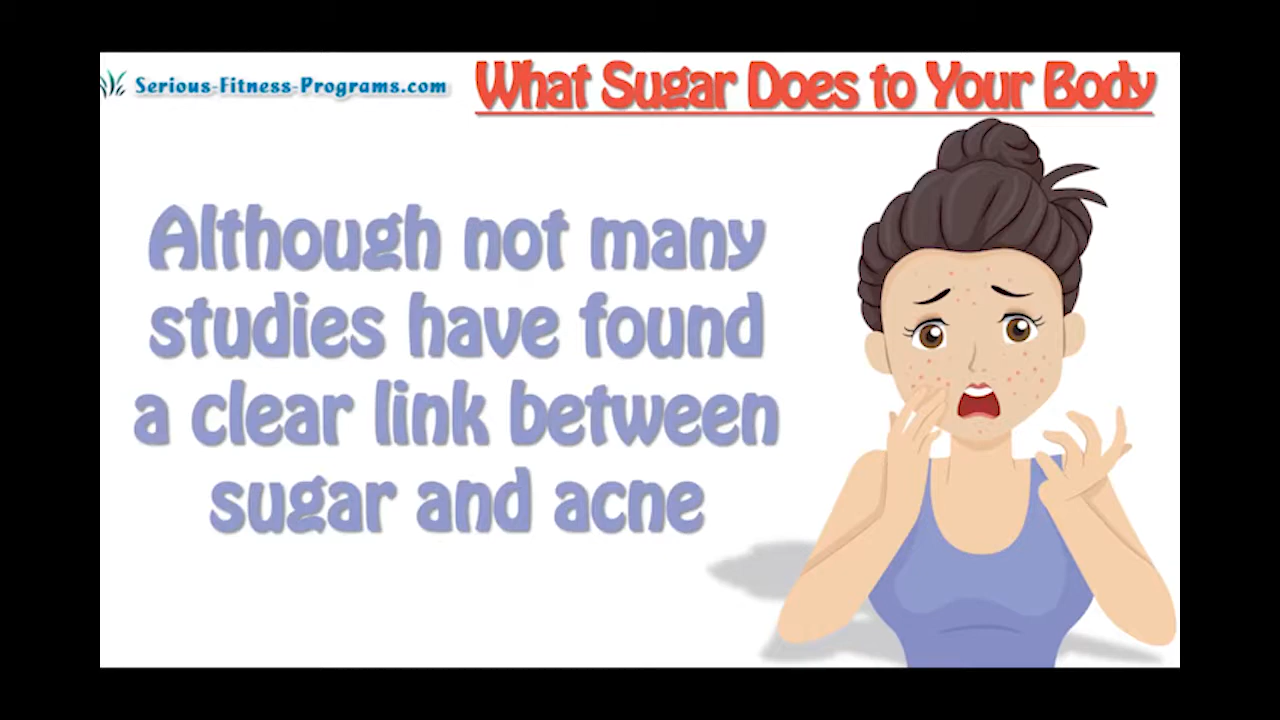 Serious-Fitness-Programs.com
What Sugar Does to Your Body
Although not many
studies have found
a clear link between
sugar and acne